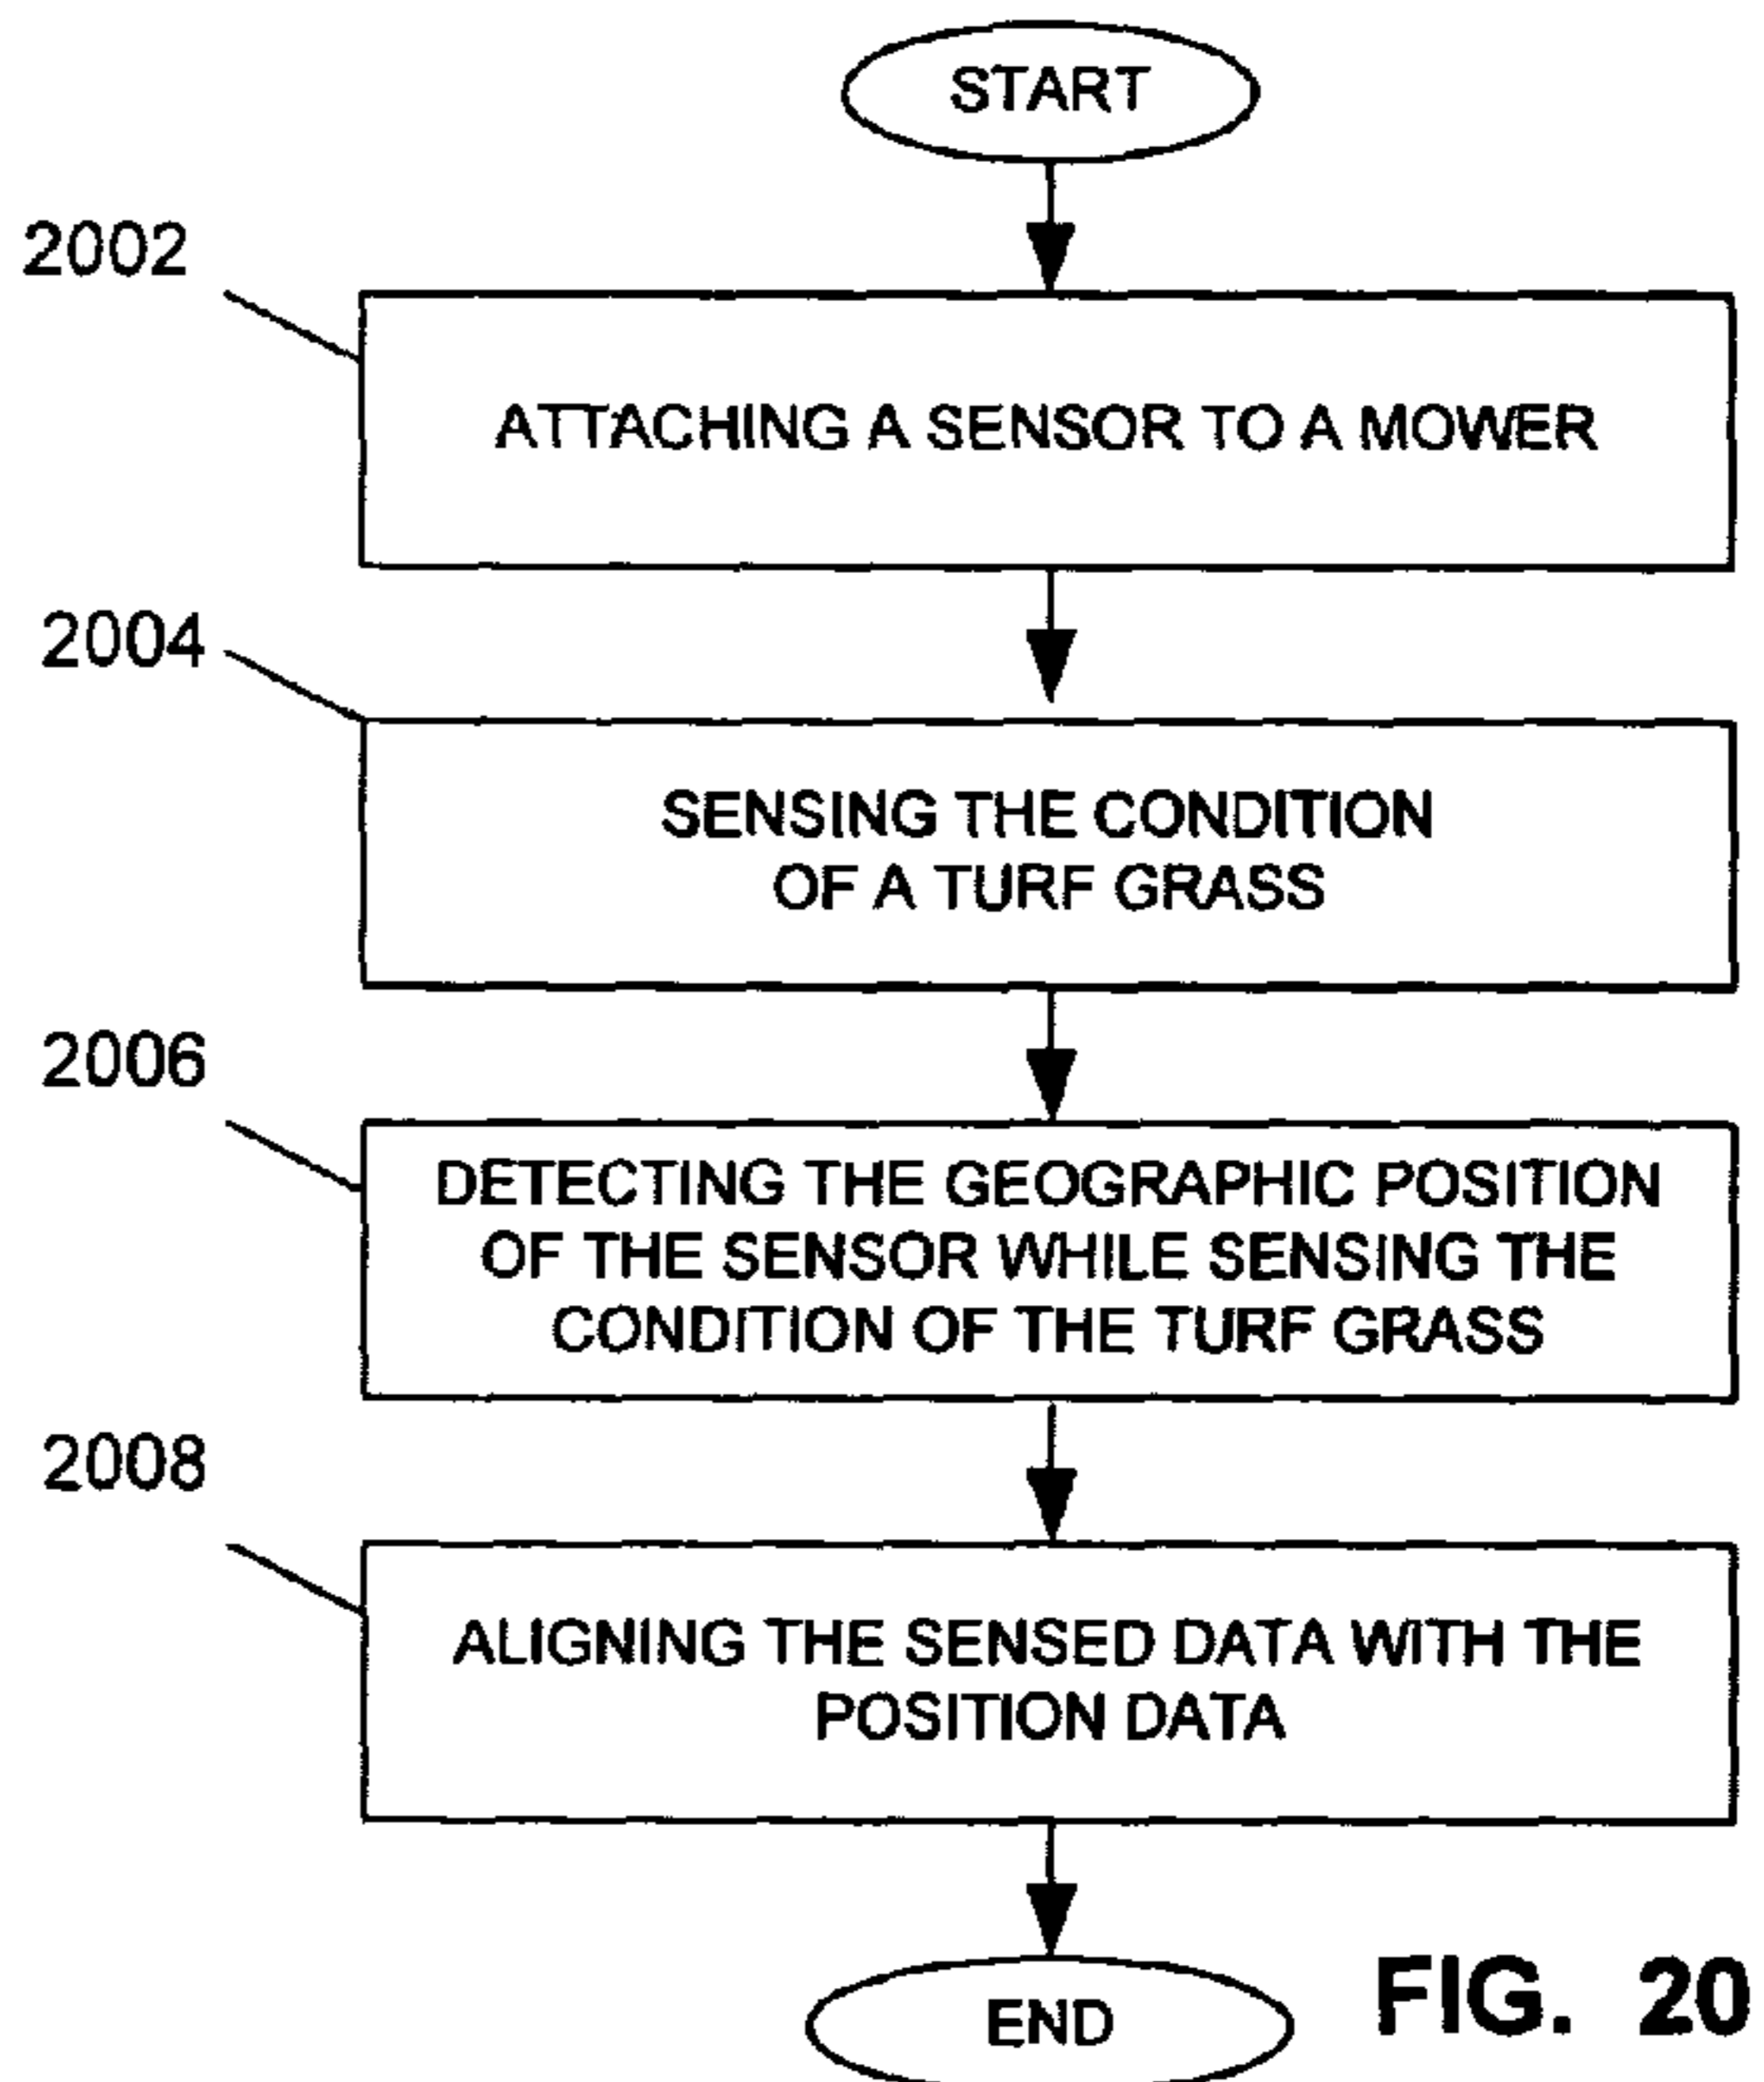 START
2002
ATTACHING A SENSOR TO A MOWER
2004
SENSING THE CONDITION
OF A TURF GRASS
2006
DETECTING THE GEOGRAPHIC POSITION
OF THE SENSOR WHILE SENSING THE
CONDITION OF THE TURF GRASS
2008
ALIGNING THE SENSED DATA WITH THE
POSITION DATA
END
FIG. 20